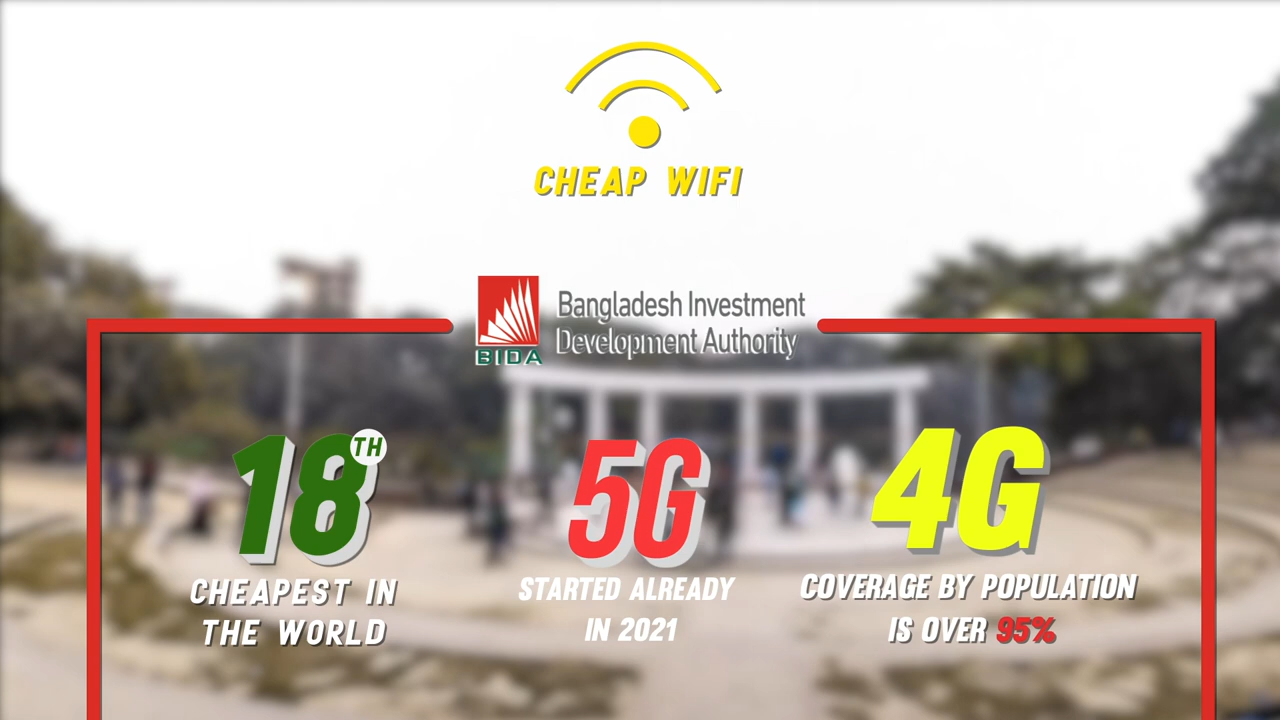 CHEAP WIFI
BIDA
Bangladesh Investment
Development Authority
18TH
CHEAPEST IN
THE WORLD
5G
STARTED ALREADY
IN 2021
4G
COVERAGE BY POPULATION
IS OVER 95%